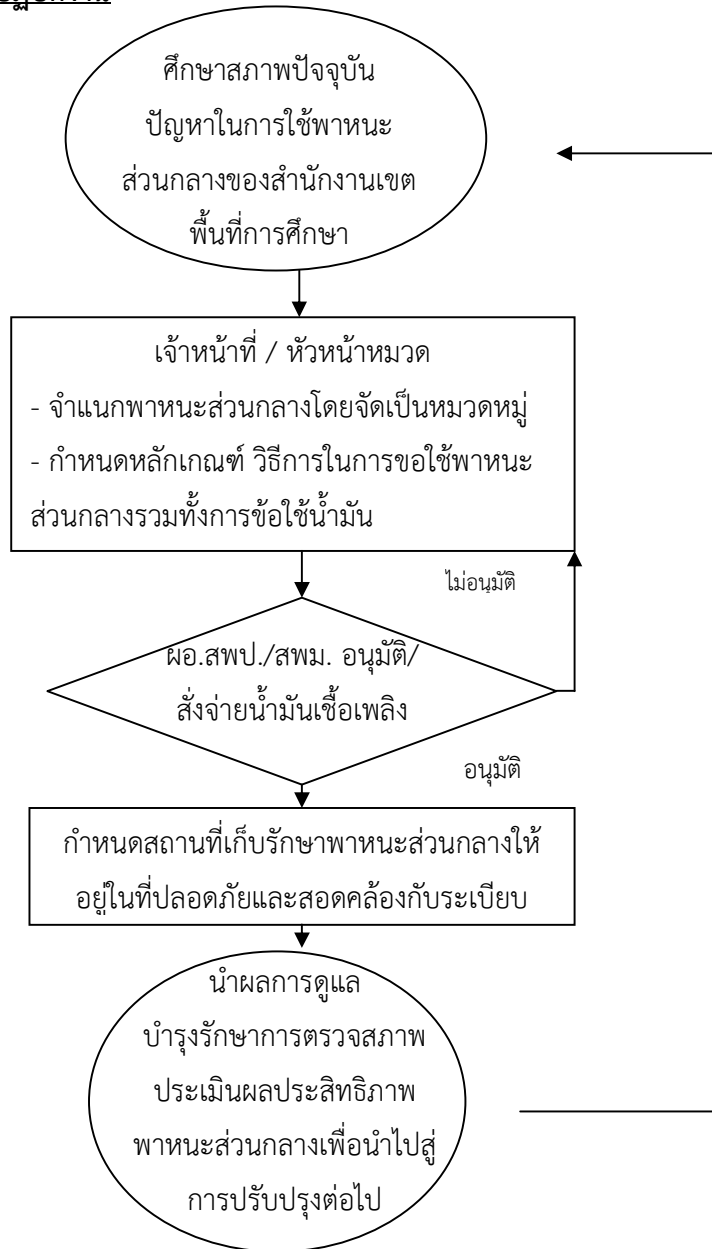 ศึกษาสภาพปัจจุบัน
ปัญหาในการใช้พาหนะ
ส่วนกลางของสำนักงานเขต
พื้นที่การศึกษา
เจ้าหน้าที่ / หัวหน้าหมวด
- จำแนกพาหนะส่วนกลางโดยจัดเป็นหมวดหมู่
- กำหนดหลักเกณฑ์ วิธีการในการขอใช้พาหนะ
ส่วนกลางรวมทั้งการข้อใช้น้ำมัน
ไม่อนุมัติ
ผอ.สพป./สพม. อนุมัติ/
สั่งจ่ายน้ำมันเชื้อเพลิง
อนุมัติ
กำหนดสถานที่เก็บรักษาพาหนะส่วนกลางให้
อยู่ในที่ปลอดภัยและสอดคล้องกับระเบียบ
นำผลการดูแล
บำรุงรักษาการตรวจสภาพ
ประเมินผลประสิทธิภาพ
พาหนะส่วนกลางเพื่อนำไปสู่
การปรับปรุงต่อไป